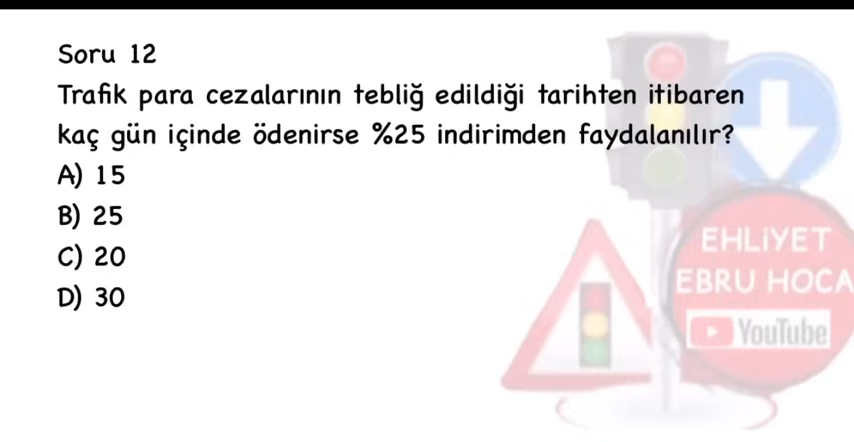 Soru 12
Trafik para cezalarının tebliğ edildiği tarihten itibaren
kaç gün içinde ödenirse %25 indirimden faydalanılır?
A) 15
B) 25
C) 20
D) 30
EHLİYET
EBRU HOCA
YouTube